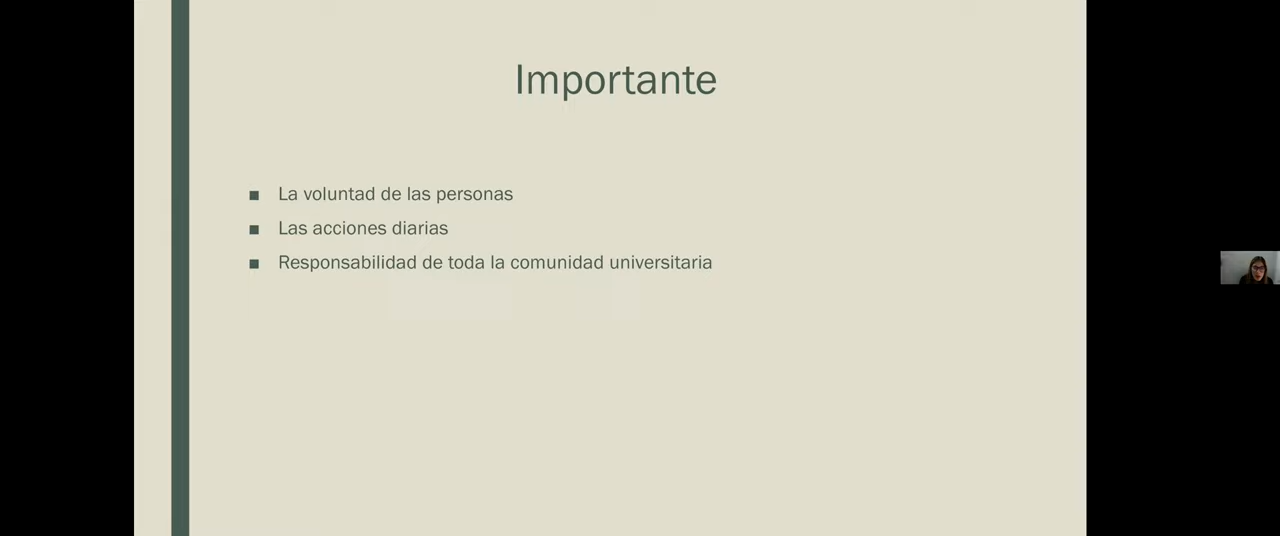 Importante
La voluntad de las personas
Las acciones diarias
Responsabilidad de toda la comunidad universitaria